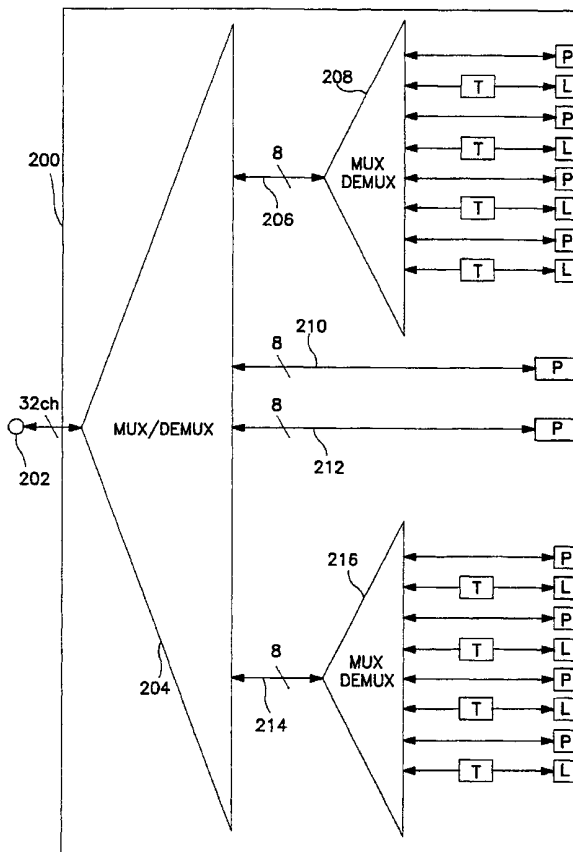 P
208
T L
P
200
8
MUX
DEMUX
T L
P
206
T L
P
T L
8
210
P
32ch
MUX/DEMUX
8
P
202
212
216
P
T L
P
204
8
MUX
DEMUX
T L
P
214
T L
P
T L